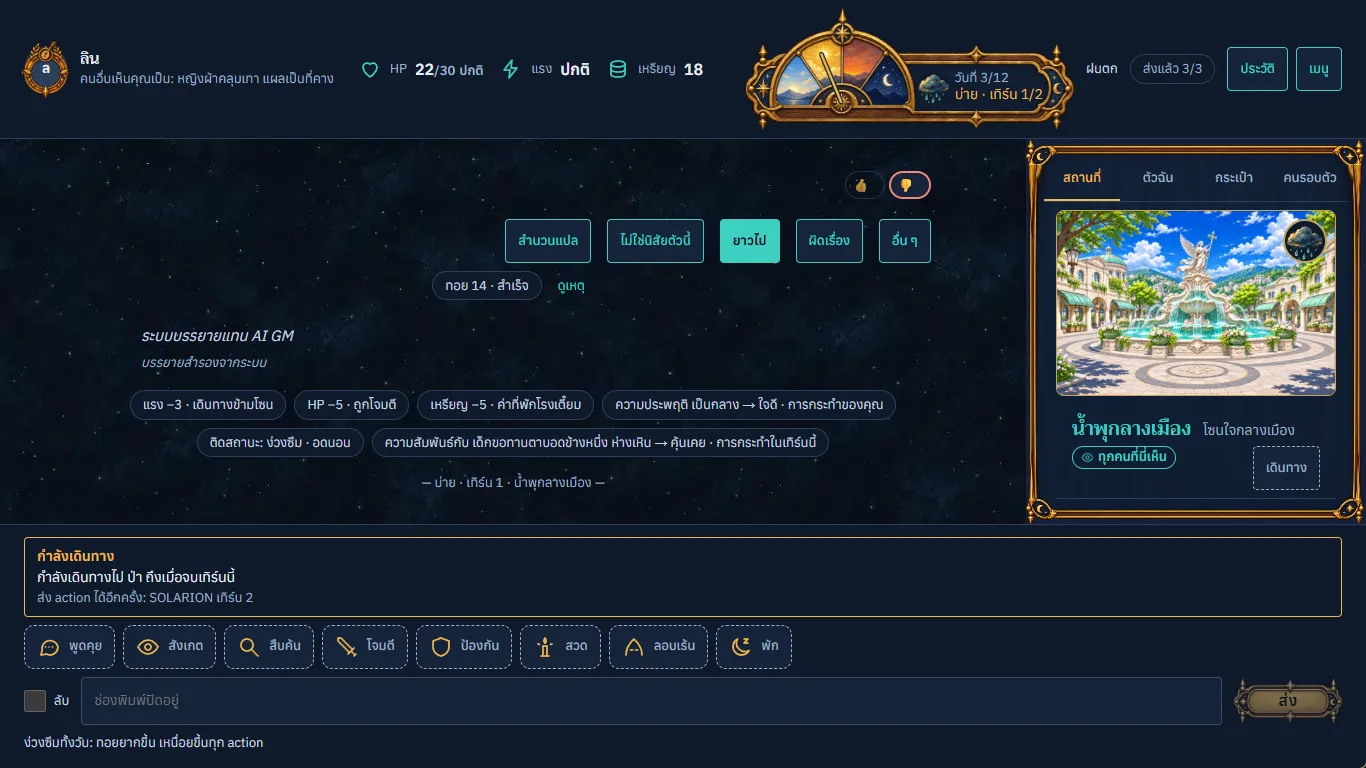 ล
ลิน
คนอื่นเห็นคุณเป็น: หญิงผ้าคลุมเทา แผลเป็นที่คาง
HP 22/30 ปกติ
แรง ปกติ
เหรียญ 18
วันที่ 3/12
บ่าย · เทิร์น 1/2
ฝนตก
ส่งแล้ว 3/3
ประวัติ
เมนู
สำนวนแปล
ไม่ใช่นิสัยตัวนี้
ยาวไป
ผิดเรื่อง
อื่น ๆ
ทอย 14 · สำเร็จ
ดูเหตุ
ระบบบรรยายแทน AI GM
บรรยายสำรองจากระบบ
แรง −3 · เดินทางข้ามโซน
HP −5 · ถูกโจมตี
เหรียญ −5 · ค่าที่พักโรงเตี๊ยม
ความประพฤติ เป็นกลาง → ใจดี · การกระทำของคุณ
ติดสถานะ: ง่วงซึม · อดนอน
ความสัมพันธ์กับ เด็กขอทานตาบอดข้างหนึ่ง ห่างเหิน → คุ้นเคย · การกระทำในเทิร์นนี้
— บ่าย · เทิร์น 1 · น้ำพุกลางเมือง —
สถานที่
ตัวฉัน
กระเป๋า
คนรอบตัว
น้ำพุกลางเมือง
โซนใจกลางเมือง
ทุกคนที่นี่เห็น
เดินทาง
กำลังเดินทาง
กำลังเดินทางไป ป่า ถึงเมื่อจบเทิร์นนี้
ส่ง action ได้อีกครั้ง: SOLARION เทิร์น 2
พูดคุย
สังเกต
สืบค้น
โจมตี
ป้องกัน
สวด
ลอบเร้น
พัก
ลับ
ช่องพิมพ์ปิดอยู่
ส่ง
ง่วงซึมทั้งวัน: ทอยยากขึ้น เหนื่อยขึ้นทุก action